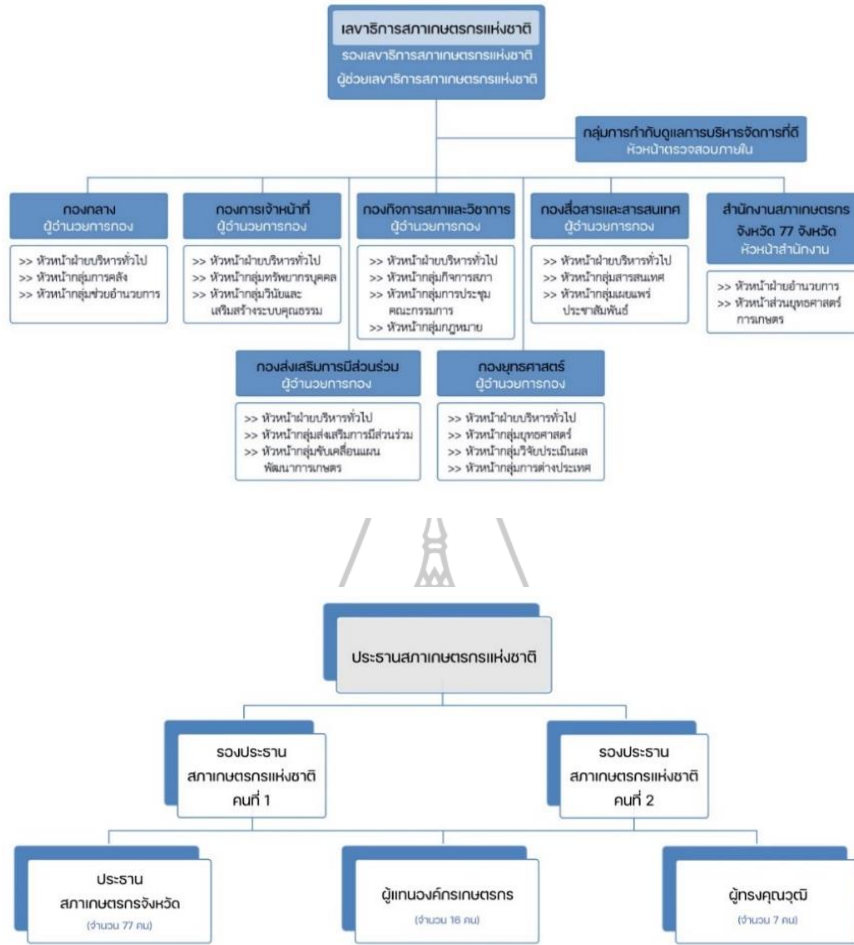 เลขาธิการสภาเกษตรกรแห่งชาติ
รองเลขาธิการสภาเกษตรกรแห่งชาติ
ผู้ช่วยเลขาธิการสภาเกษตรกรแห่งชาติ
กลุ่มการกำกับดูแลการบริหารจัดการที่ดี
หัวหน้าตรวจสอบภายใน
กองกลาง
ผู้อำนวยการกอง
>> หัวหน้าฝ่ายบริหารทั่วไป
>> หัวหน้ากลุ่มการคลัง
>> หัวหน้ากลุ่มช่วยอำนวยการ
กองการเจ้าหน้าที่
ผู้อำนวยการกอง
>> หัวหน้าฝ่ายบริหารทั่วไป
>> หัวหน้ากลุ่มทรัพยากรบุคคล
>> หัวหน้ากลุ่มวินัยและ
เสริมสร้างระบบคุณธรรม
กองกิจการสภาและวิชาการ
ผู้อำนวยการกอง
>> หัวหน้าฝ่ายบริหารทั่วไป
>> หัวหน้ากลุ่มกิจการสภา
>> หัวหน้ากลุ่มการประชุม
คณะกรรมการ
>> หัวหน้ากลุ่มกฎหมาย
กองสื่อสารและสารสนเทศ
ผู้อำนวยการกอง
>> หัวหน้าฝ่ายบริหารทั่วไป
>> หัวหน้ากลุ่มสารสนเทศ
>> หัวหน้ากลุ่มเผยแพร่
ประชาสัมพันธ์
สำนักงานสภาเกษตรกร
จังหวัด 77 จังหวัด
หัวหน้าสำนักงาน
>> หัวหน้าฝ่ายอำนวยการ
>> หัวหน้าส่วนยุทธศาสตร์
การเกษตร
กองส่งเสริมการมีส่วนร่วม
ผู้อำนวยการกอง
>> หัวหน้าฝ่ายบริหารทั่วไป
>> หัวหน้ากลุ่มส่งเสริมการมีส่วนร่วม
>> หัวหน้ากลุ่มขับเคลื่อนแผน
พัฒนาการเกษตร
กองยุทธศาสตร์
ผู้อำนวยการกอง
>> หัวหน้าฝ่ายบริหารทั่วไป
>> หัวหน้ากลุ่มยุทธศาสตร์
>> หัวหน้ากลุ่มวิจัยประเมินผล
>> หัวหน้ากลุ่มการต่างประเทศ
ประธานสภาเกษตรกรแห่งชาติ
รองประธาน
สภาเกษตรกรแห่งชาติ
คนที่ 1
รองประธาน
สภาเกษตรกรแห่งชาติ
คนที่ 2
ประธาน
สภาเกษตรกรจังหวัด
(จำนวน 77 คน)
ผู้แทนองค์กรเกษตรกร
(จำนวน 16 คน)
ผู้ทรงคุณวุฒิ
(จำนวน 7 คน)